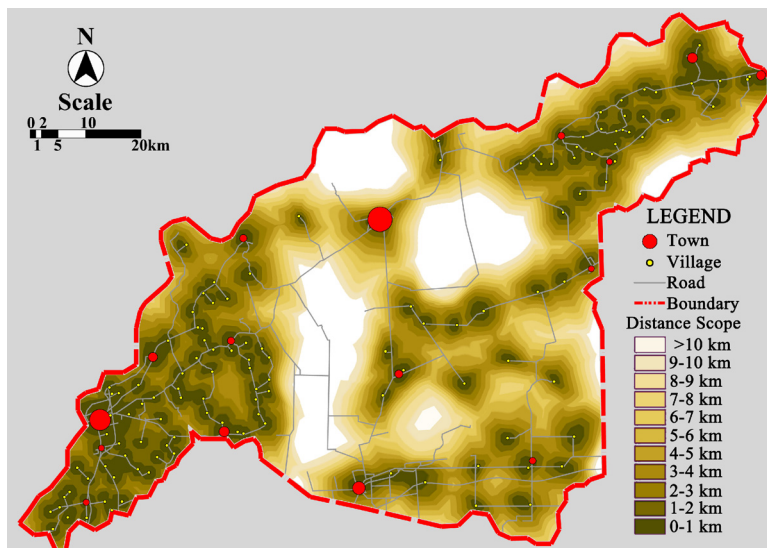 N
Scale
0 2 10
1 5 20km
LEGEND
Town
Village
Road
Boundary
Distance Scope
>10 km
9-10 km
8-9 km
7-8 km
6-7 km
5-6 km
4-5 km
3-4 km
2-3 km
1-2 km
0-1 km